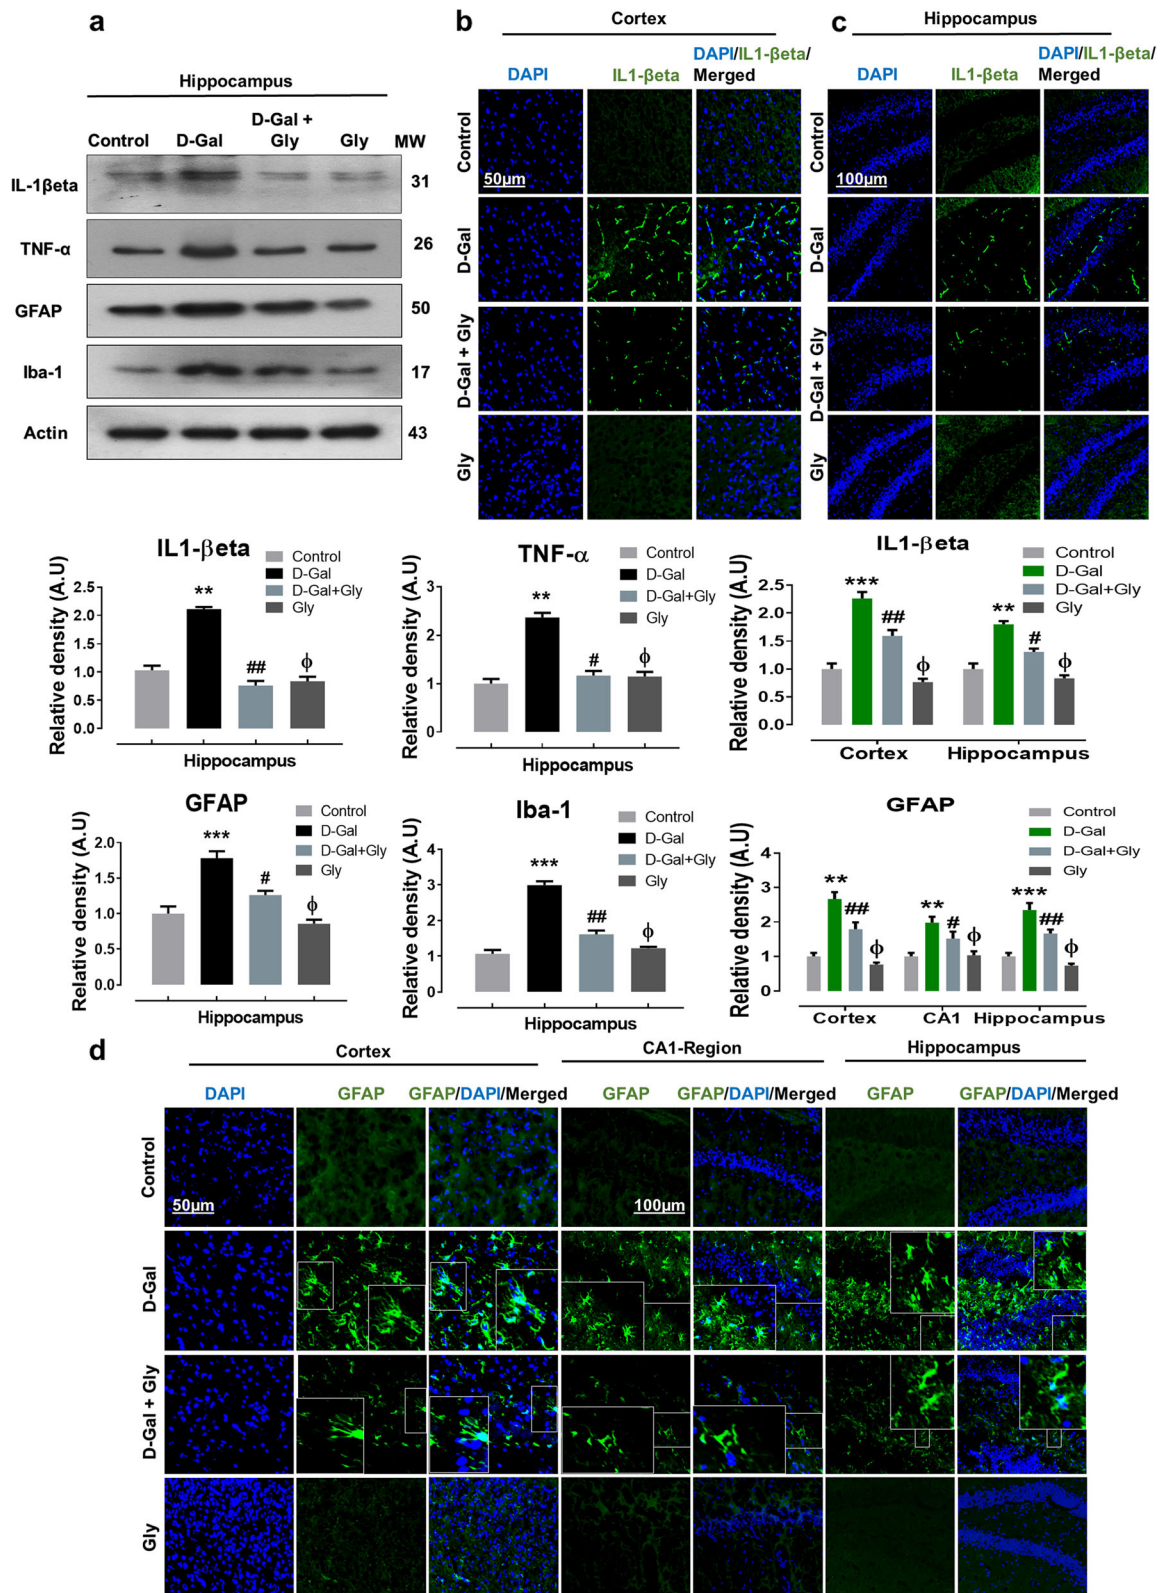 a
Hippocampus
Control D-Gal D-Gal + Gly Gly MW
IL-1βeta 31
TNF-α 26
GFAP 50
Iba-1 17
Actin 43
b
Cortex
DAPI IL1-βeta DAPI/IL1-βeta/
Merged
Control
50µm
D-Gal
D-Gal + Gly
Gly
c
Hippocampus
DAPI IL1-βeta DAPI/IL1-βeta/
Merged
Control
100µm
D-Gal
D-Gal + Gly
Gly
IL1-βeta
Relative density (A.U)
2.5
2.0
1.5
1.0
0.5
0.0
**
##
ϕ
Control
D-Gal
D-Gal+Gly
Gly
Hippocampus
TNF-α
Relative density (A.U)
3
2
1
0
**
#
ϕ
Control
D-Gal
D-Gal+Gly
Gly
Hippocampus
IL1-βeta
Relative density (A.U)
2.5
2.0
1.5
1.0
0.5
0.0
***
##
ϕ
**
#
ϕ
Control
D-Gal
D-Gal+Gly
Gly
Cortex Hippocampus
GFAP
Relative density (A.U)
2.0
1.5
1.0
0.5
0.0
***
#
ϕ
Control
D-Gal
D-Gal+Gly
Gly
Hippocampus
Iba-1
Relative density (A.U)
4
3
2
1
0
***
##
ϕ
Control
D-Gal
D-Gal+Gly
Gly
Hippocampus
GFAP
Relative density (A.U)
4
3
2
1
0
**
##
ϕ
**
#
ϕ
***
##
ϕ
Control
D-Gal
D-Gal+Gly
Gly
Cortex CA1 Hippocampus
d
Cortex CA1-Region Hippocampus
DAPI GFAP GFAP/DAPI/Merged GFAP GFAP/DAPI/Merged GFAP GFAP/DAPI/Merged
Control
50µm 100µm
D-Gal
D-Gal + Gly
Gly